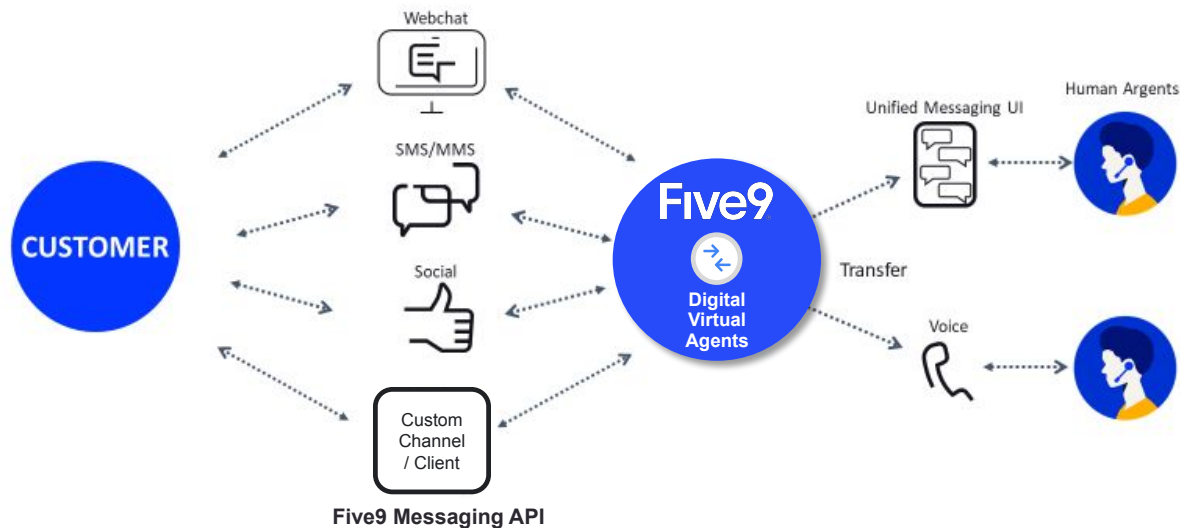 Webchat
SMS/MMS
CUSTOMER
Social
Custom
Channel
/ Client
Five9 Messaging API
Five9
Digital
Virtual
Agents
Transfer
Unified Messaging UI
Human Argents
Voice